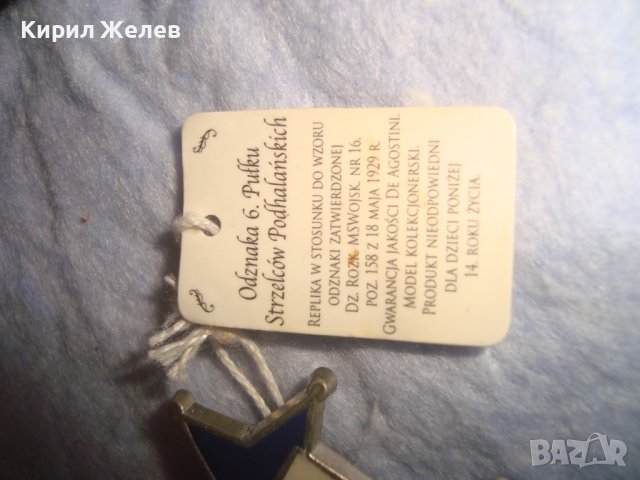 Кирил Желев
Odznaka 6. Pułku
Strzelców Podhalańskich
REPLIKA W STOSUNKU DO WZORU
ODZNAKI ZATWIERDZONEJ
DZ. ROZK. MSWOJSK. NR 16,
POZ. 158 Z 18 MAJA 1929 R.
GWARANCJA JAKOŚCI DE AGOSTINI.
MODEL KOLEKCJONERSKI.
PRODUKT NIEODPOWIEDNI
DLA DZIECI PONIŻEJ
14. ROKU ŻYCIA.
BAZAR